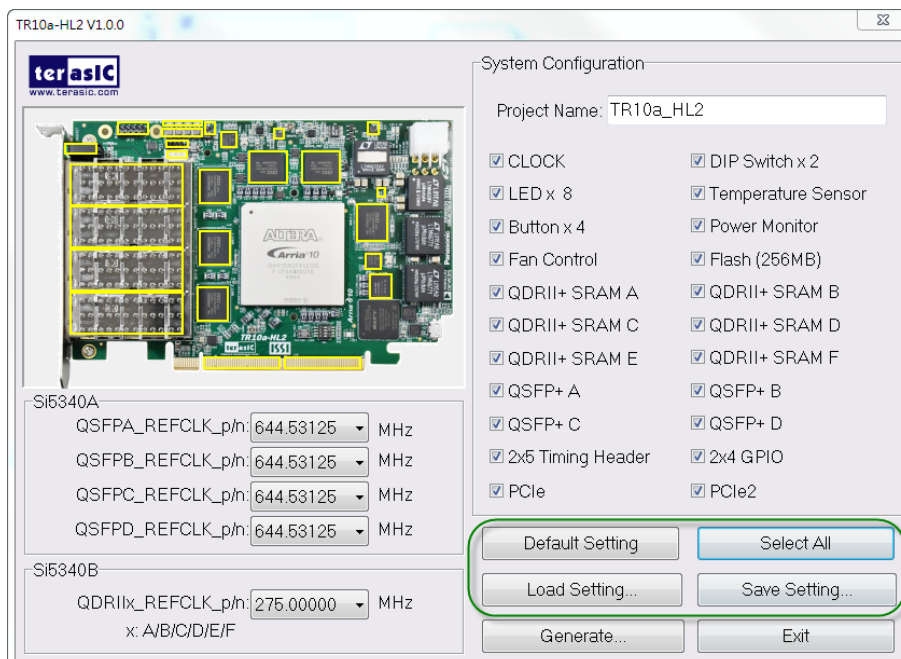 TR10a-HL2 V1.0.0
terasIC
www.terasic.com
ALTERA
Arria 10
TR10a-HL2
terasIC
ISSI
Si5340A
QSFPA_REFCLK_p/n: 644.53125 MHz
QSFPB_REFCLK_p/n: 644.53125 MHz
QSFPC_REFCLK_p/n: 644.53125 MHz
QSFPD_REFCLK_p/n: 644.53125 MHz
Si5340B
QDRIIx_REFCLK_p/n: 275.00000 MHz
x: A/B/C/D/E/F
System Configuration
Project Name: TR10a_HL2
CLOCK DIP Switch x 2
LED x 8 Temperature Sensor
Button x 4 Power Monitor
Fan Control Flash (256MB)
QDRII+ SRAM A QDRII+ SRAM B
QDRII+ SRAM C QDRII+ SRAM D
QDRII+ SRAM E QDRII+ SRAM F
QSFP+ A QSFP+ B
QSFP+ C QSFP+ D
2x5 Timing Header 2x4 GPIO
PCIe PCIe2
Default Setting Select All
Load Setting... Save Setting...
Generate... Exit